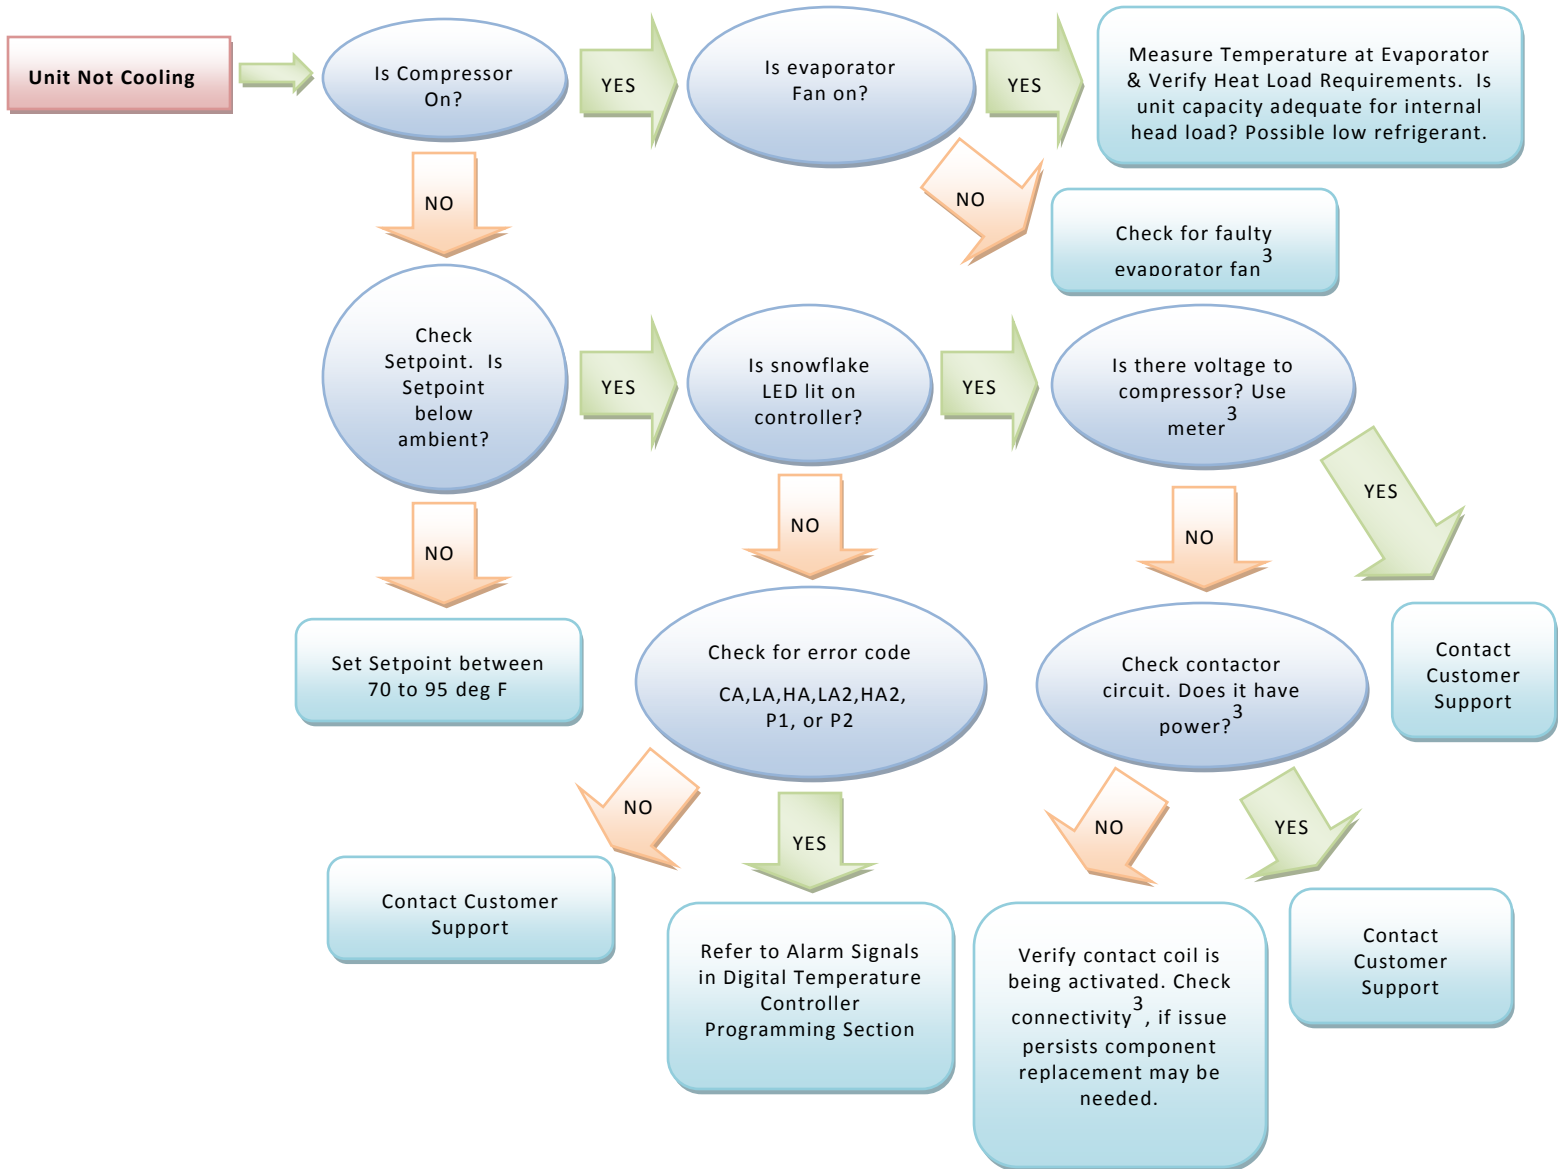 Unit Not Cooling
Is Compressor
On?
YES
Is evaporator
Fan on?
YES
Measure Temperature at Evaporator
& Verify Heat Load Requirements.  Is
unit capacity adequate for internal
head load? Possible low refrigerant.
NO
NO
Check for faulty
evaporator fan3
Check
Setpoint.  Is
Setpoint
below
ambient?
YES
Is snowflake
LED lit on
controller?
YES
Is there voltage to
compressor? Use
meter3
YES
NO
NO
NO
Set Setpoint between
70 to 95 deg F
Check for error code
CA,LA,HA,LA2,HA2,
P1, or P2
Check contactor
circuit. Does it have
power?3
Contact
Customer
Support
NO
YES
NO
YES
Contact Customer
Support
Refer to Alarm Signals
in Digital Temperature
Controller
Programming Section
Verify contact coil is
being activated. Check
connectivity3, if issue
persists component
replacement may be
needed.
Contact
Customer
Support